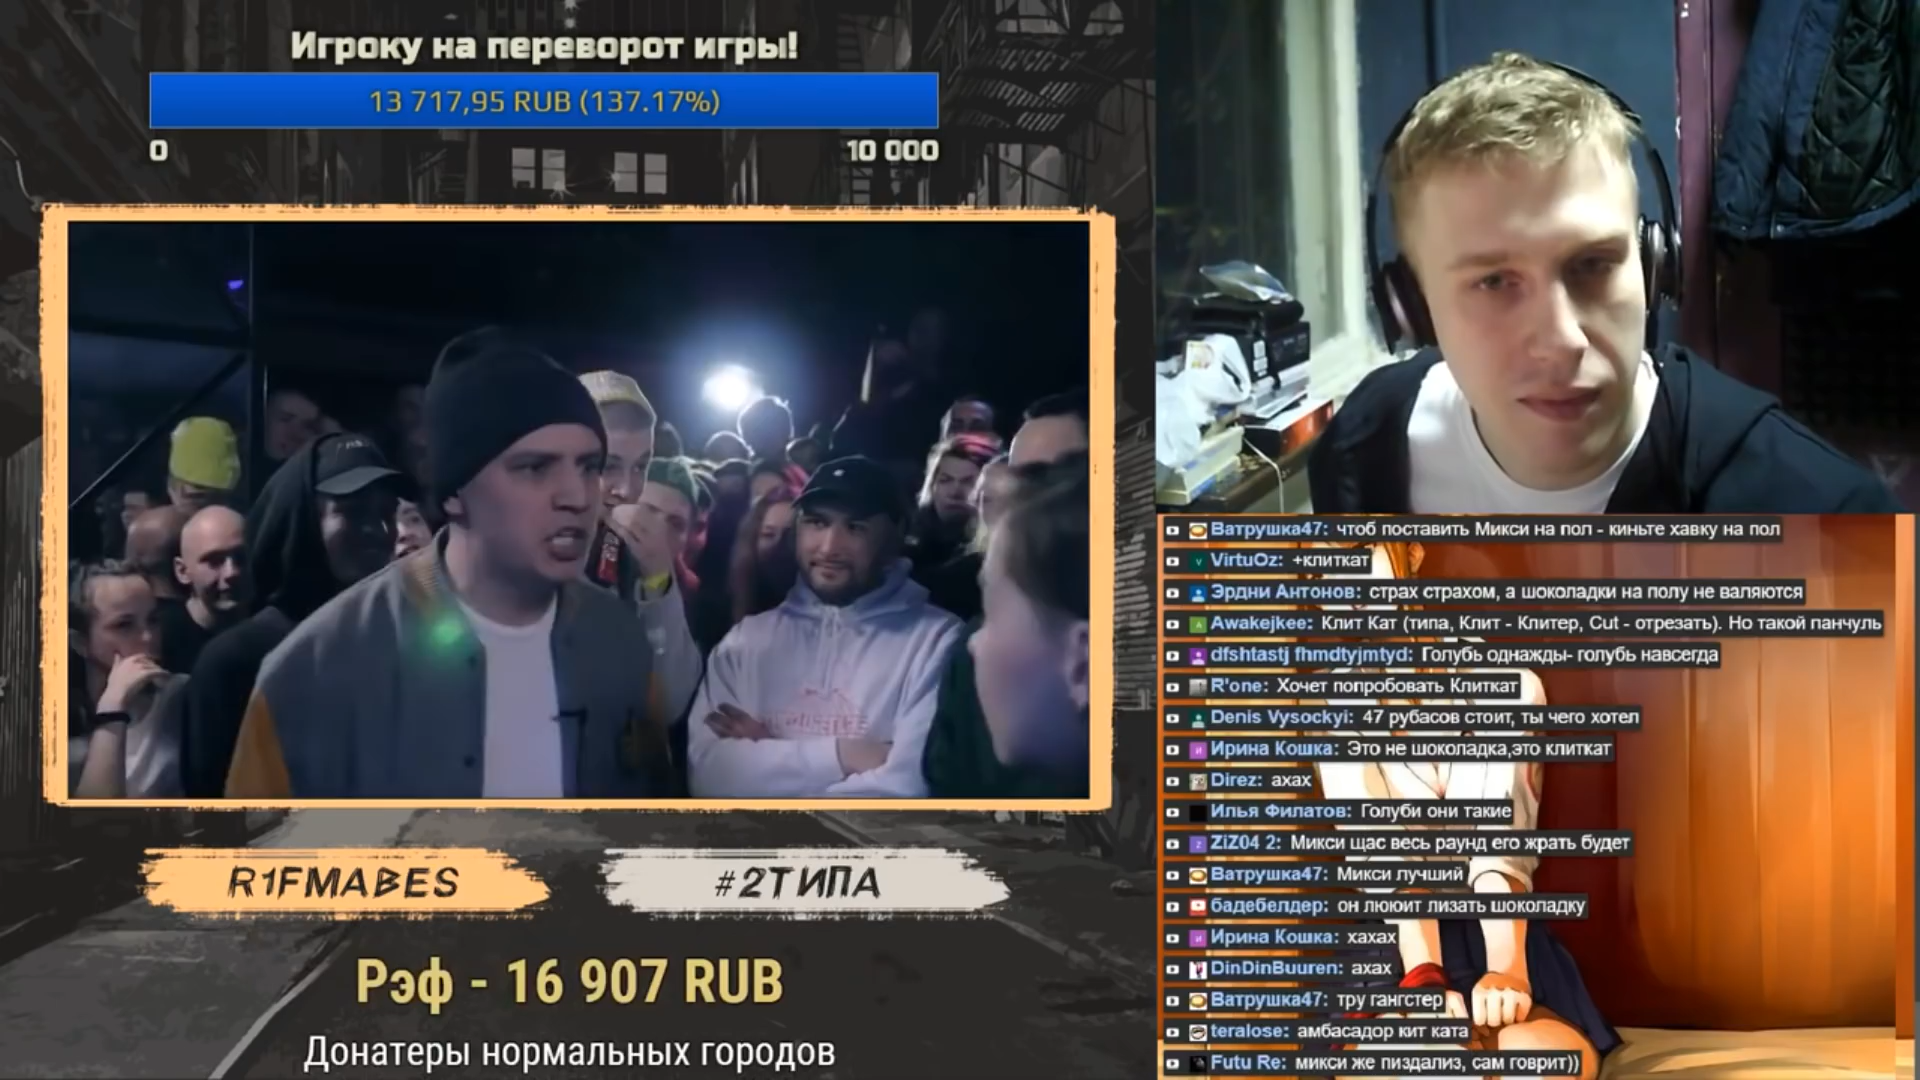 Игроку на переворот игры!
13 717,95 RUB (137.17%)
0
10 000
R1FMABES
#2ТИПА
Рэф - 16 907 RUB
Донатеры нормальных городов
Ватрушка47: чтоб поставить Микси на пол - киньте хавку на пол
VirtuOz: +клиткат
Эрдни Антонов: страх страхом, а шоколадки на полу не валяются
Awakejkee: Клит Кат (типа, Клит - Клитер, Cut - отрезать). Но такой панчуль
dfshtastj fhmdtyjmtyd: Голубь однажды- голубь навсегда
R'one: Хочет попробовать Клиткат
Denis Vysockyi: 47 рубасов стоит, ты чего хотел
Ирина Кошка: Это не шоколадка,это клиткат
Direz: ахах
Илья Филатов: Голуби они такие
ZiZ04 2: Микси щас весь раунд его жрать будет
Ватрушка47: Микси лучший
бадебелдер: он лююит лизать шоколадку
Ирина Кошка: хахах
DinDinBuuren: ахах
Ватрушка47: тру гангстер
teralose: амбасадор кит ката
Futu Re: микси же пиздализ, сам говрит))